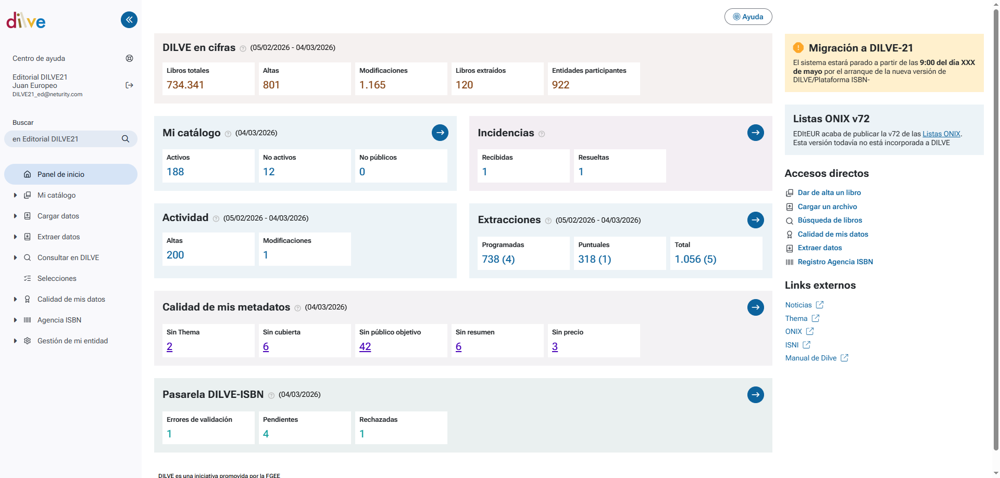 dilve
Centro de ayuda
Editorial DILVE21
Juan Europeo
DILVE21_ed@neturity.com
Buscar
en Editorial DILVE21
Panel de inicio
Mi catálogo
Cargar datos
Extraer datos
Consultar en DILVE
Selecciones
Calidad de mis datos
Agencia ISBN
Gestión de mi entidad
Ayuda
DILVE en cifras (05/02/2026 - 04/03/2026)
Libros totales
734.341
Altas
801
Modificaciones
1.165
Libros extraídos
120
Entidades participantes
922
Mi catálogo (04/03/2026)
Activos
188
No activos
12
No públicos
0
Incidencias
Recibidas
1
Resueltas
1
Actividad (05/02/2026 - 04/03/2026)
Altas
200
Modificaciones
1
Extracciones (05/02/2026 - 04/03/2026)
Programadas
738 (4)
Puntuales
318 (1)
Total
1.056 (5)
Calidad de mis metadatos (04/03/2026)
Sin Thema
2
Sin cubierta
6
Sin público objetivo
42
Sin resumen
6
Sin precio
3
Pasarela DILVE-ISBN (04/03/2026)
Errores de validación
1
Pendientes
4
Rechazadas
1
DILVE es una iniciativa promovida por la FGEE
Migración a DILVE-21
El sistema estará parado a partir de las 9:00 del día XXX
de mayo por el arranque de la nueva versión de
DILVE/Plataforma ISBN-
Listas ONIX v72
EDItEUR acaba de publicar la v72 de las Listas ONIX.
Esta versión todavía no está incorporada a DILVE
Accesos directos
Dar de alta un libro
Cargar un archivo
Búsqueda de libros
Calidad de mis datos
Extraer datos
Registro Agencia ISBN
Links externos
Noticias
Thema
ONIX
ISNI
Manual de Dilve